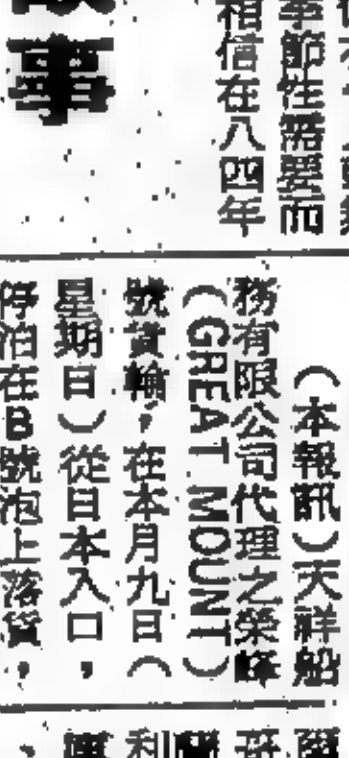 季節性需要而
相信在八四年
事
（本報訊）天祥船
務有限公司代理之榮峰
（GREAT MOUNT）
號貨輪，在本月九日（
星期日）從日本入口，
停泊在B號泡上落貨，